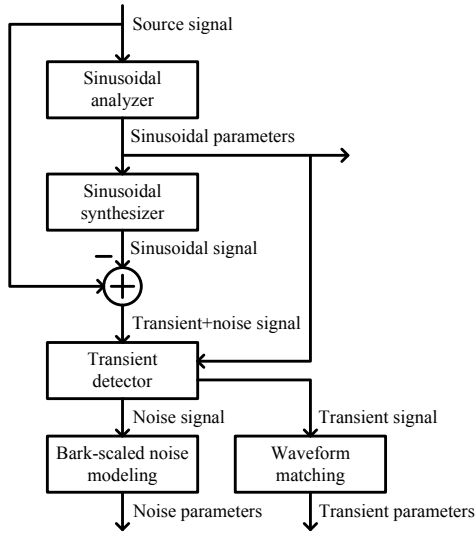 Source signal
Sinusoidal
analyzer
Sinusoidal parameters
Sinusoidal
synthesizer
Sinusoidal signal
Transient+noise signal
Transient
detector
Noise signal
Transient signal
Bark-scaled noise
modeling
Waveform
matching
Noise parameters
Transient parameters